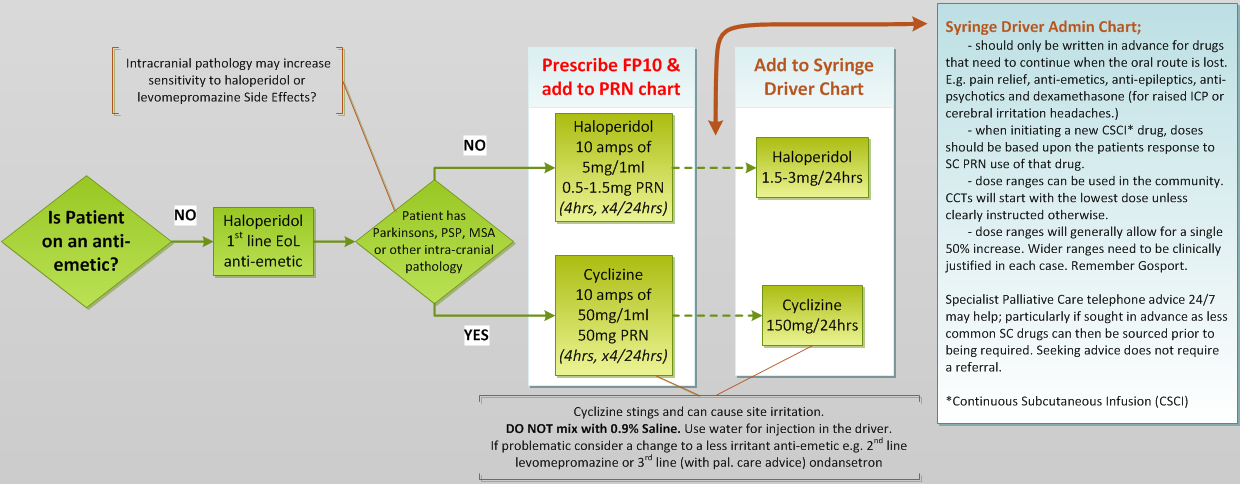 Intracranial pathology may increase
sensitivity to haloperidol or
levomepromazine Side Effects?
Is Patient
on an anti-
emetic?
NO
Haloperidol
1st line EoL
anti-emetic
Patient has
Parkinsons, PSP, MSA
or other intra-cranial
pathology
NO
YES
Prescribe FP10 &
add to PRN chart
Haloperidol
10 amps of
5mg/1ml
0.5-1.5mg PRN
(4hrs, x4/24hrs)
Cyclizine
10 amps of
50mg/1ml
50mg PRN
(4hrs, x4/24hrs)
Add to Syringe
Driver Chart
Haloperidol
1.5-3mg/24hrs
Cyclizine
150mg/24hrs
Cyclizine stings and can cause site irritation.
DO NOT mix with 0.9% Saline. Use water for injection in the driver.
If problematic consider a change to a less irritant anti-emetic e.g. 2nd line
levomepromazine or 3rd line (with pal. care advice) ondansetron
Syringe Driver Admin Chart;
- should only be written in advance for drugs
that need to continue when the oral route is lost.
E.g. pain relief, anti-emetics, anti-epileptics, anti-
psychotics and dexamethasone (for raised ICP or
cerebral irritation headaches.)
- when initiating a new CSCI* drug, doses
should be based upon the patients response to
SC PRN use of that drug.
- dose ranges can be used in the community.
CCTs will start with the lowest dose unless
clearly instructed otherwise.
- dose ranges will generally allow for a single
50% increase. Wider ranges need to be clinically
justified in each case. Remember Gosport.
Specialist Palliative Care telephone advice 24/7
may help; particularly if sought in advance as less
common SC drugs can then be sourced prior to
being required. Seeking advice does not require
a referral.
*Continuous Subcutaneous Infusion (CSCI)